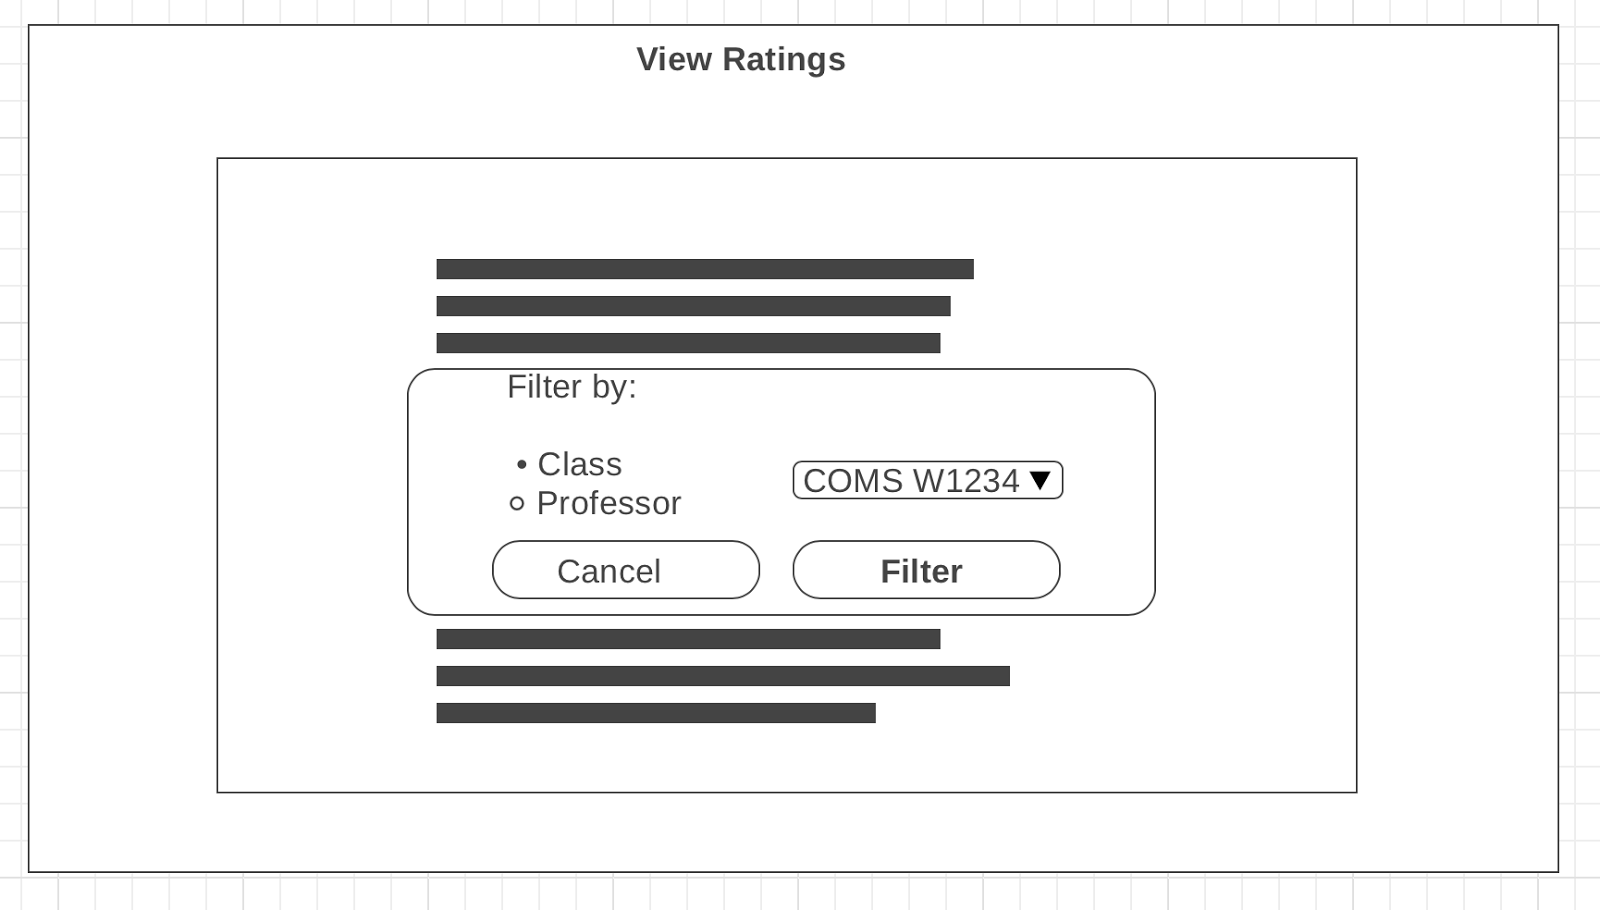 View Ratings
Filter by:
• Class
○ Professor
COMS W1234 ▼
Cancel
Filter